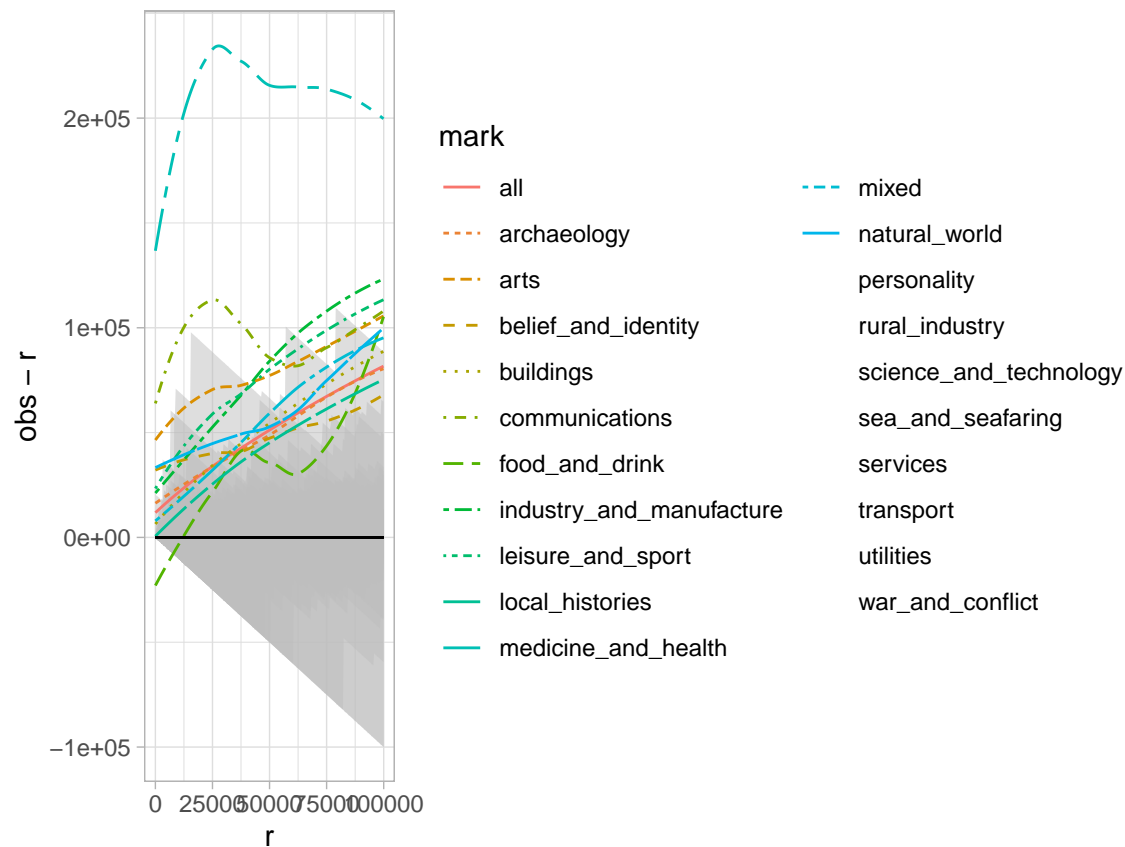 2e+05
1e+05
0e+00
−1e+05
obs − r
0 25000 50000 75000 100000
r
mark
all
archaeology
arts
belief_and_identity
buildings
communications
food_and_drink
industry_and_manufacture
leisure_and_sport
local_histories
medicine_and_health
mixed
natural_world
personality
rural_industry
science_and_technology
sea_and_seafaring
services
transport
utilities
war_and_conflict